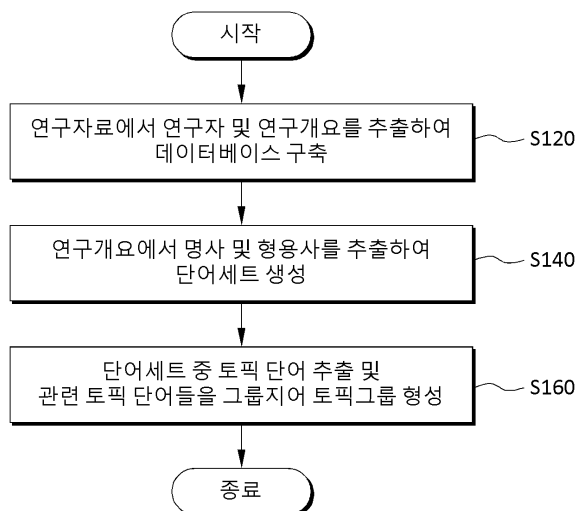 시작
연구자료에서 연구자 및 연구개요를 추출하여
데이터베이스 구축
S120
연구개요에서 명사 및 형용사를 추출하여
단어세트 생성
S140
단어세트 중 토픽 단어 추출 및
관련 토픽 단어들을 그룹지어 토픽그룹 형성
S160
종료